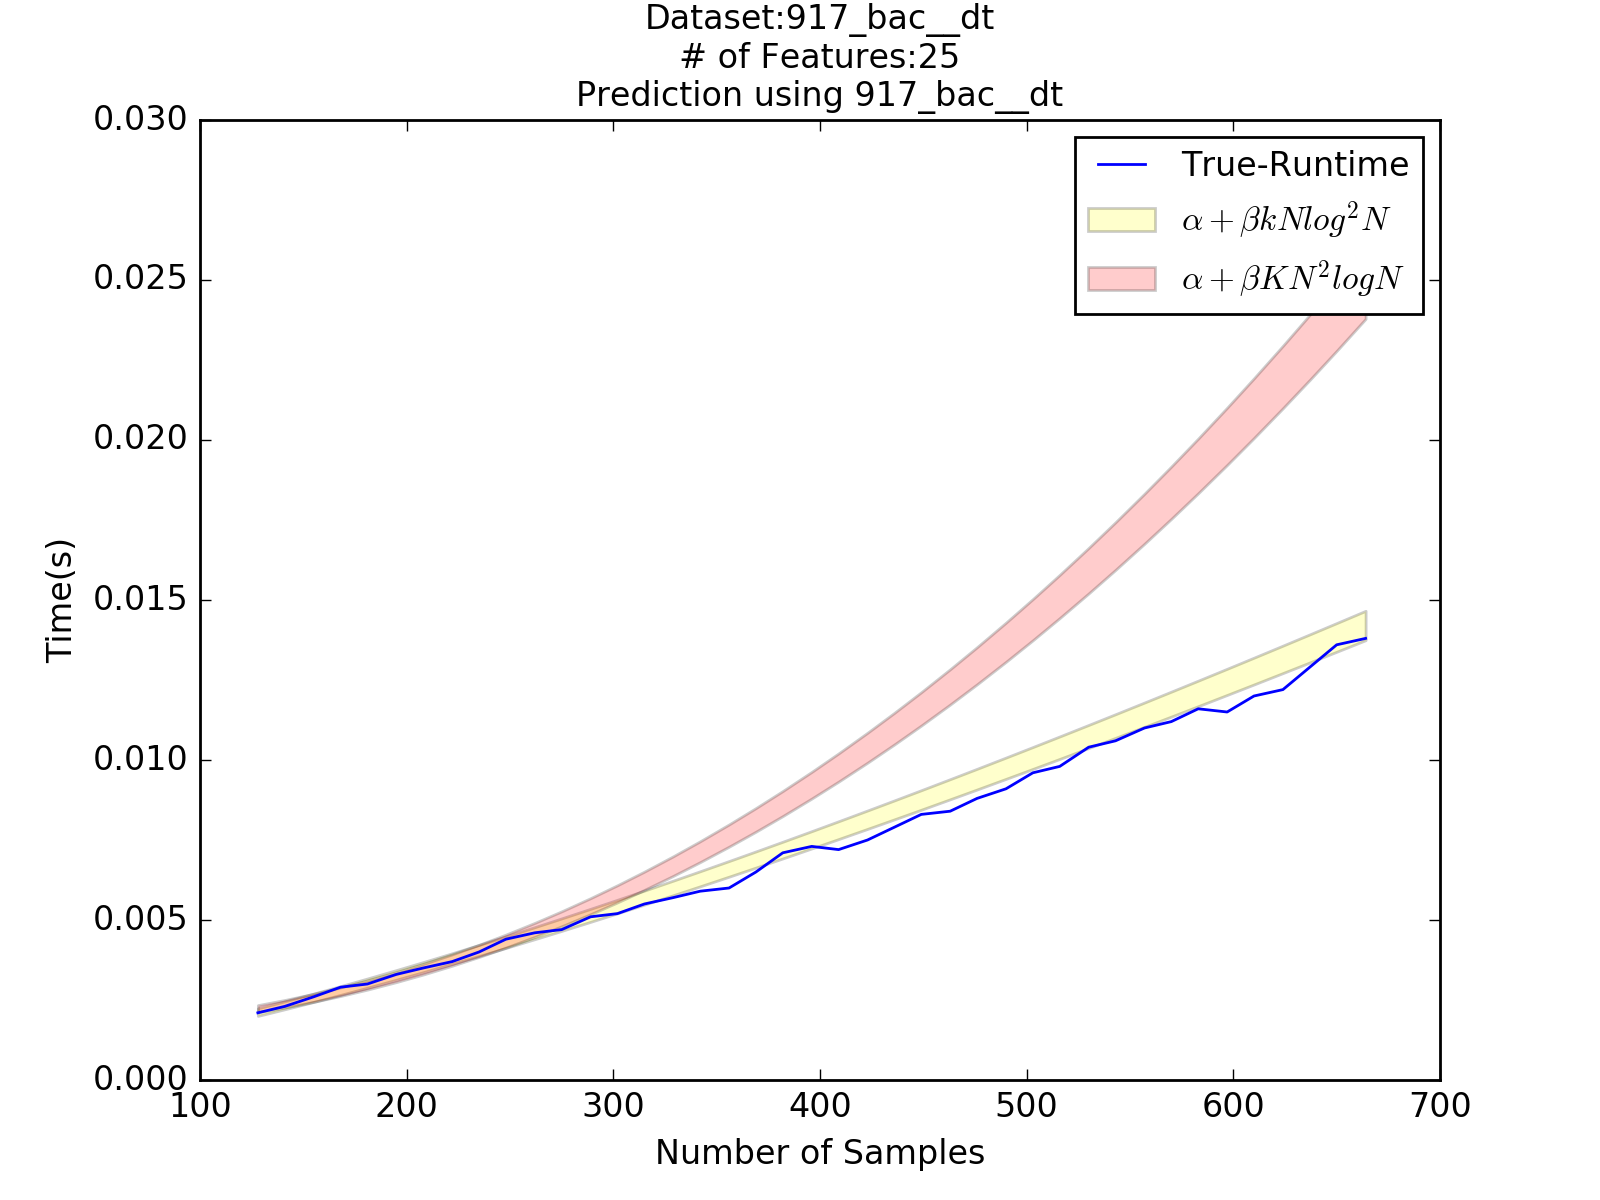 Dataset:917_bac__dt
# of Features:25
Prediction using 917_bac__dt
0.030
0.025
0.020
0.015
0.010
0.005
0.000
Time(s)
True-Runtime
α + βkNlog²N
α + βKN²logN
100 200 300 400 500 600 700
Number of Samples